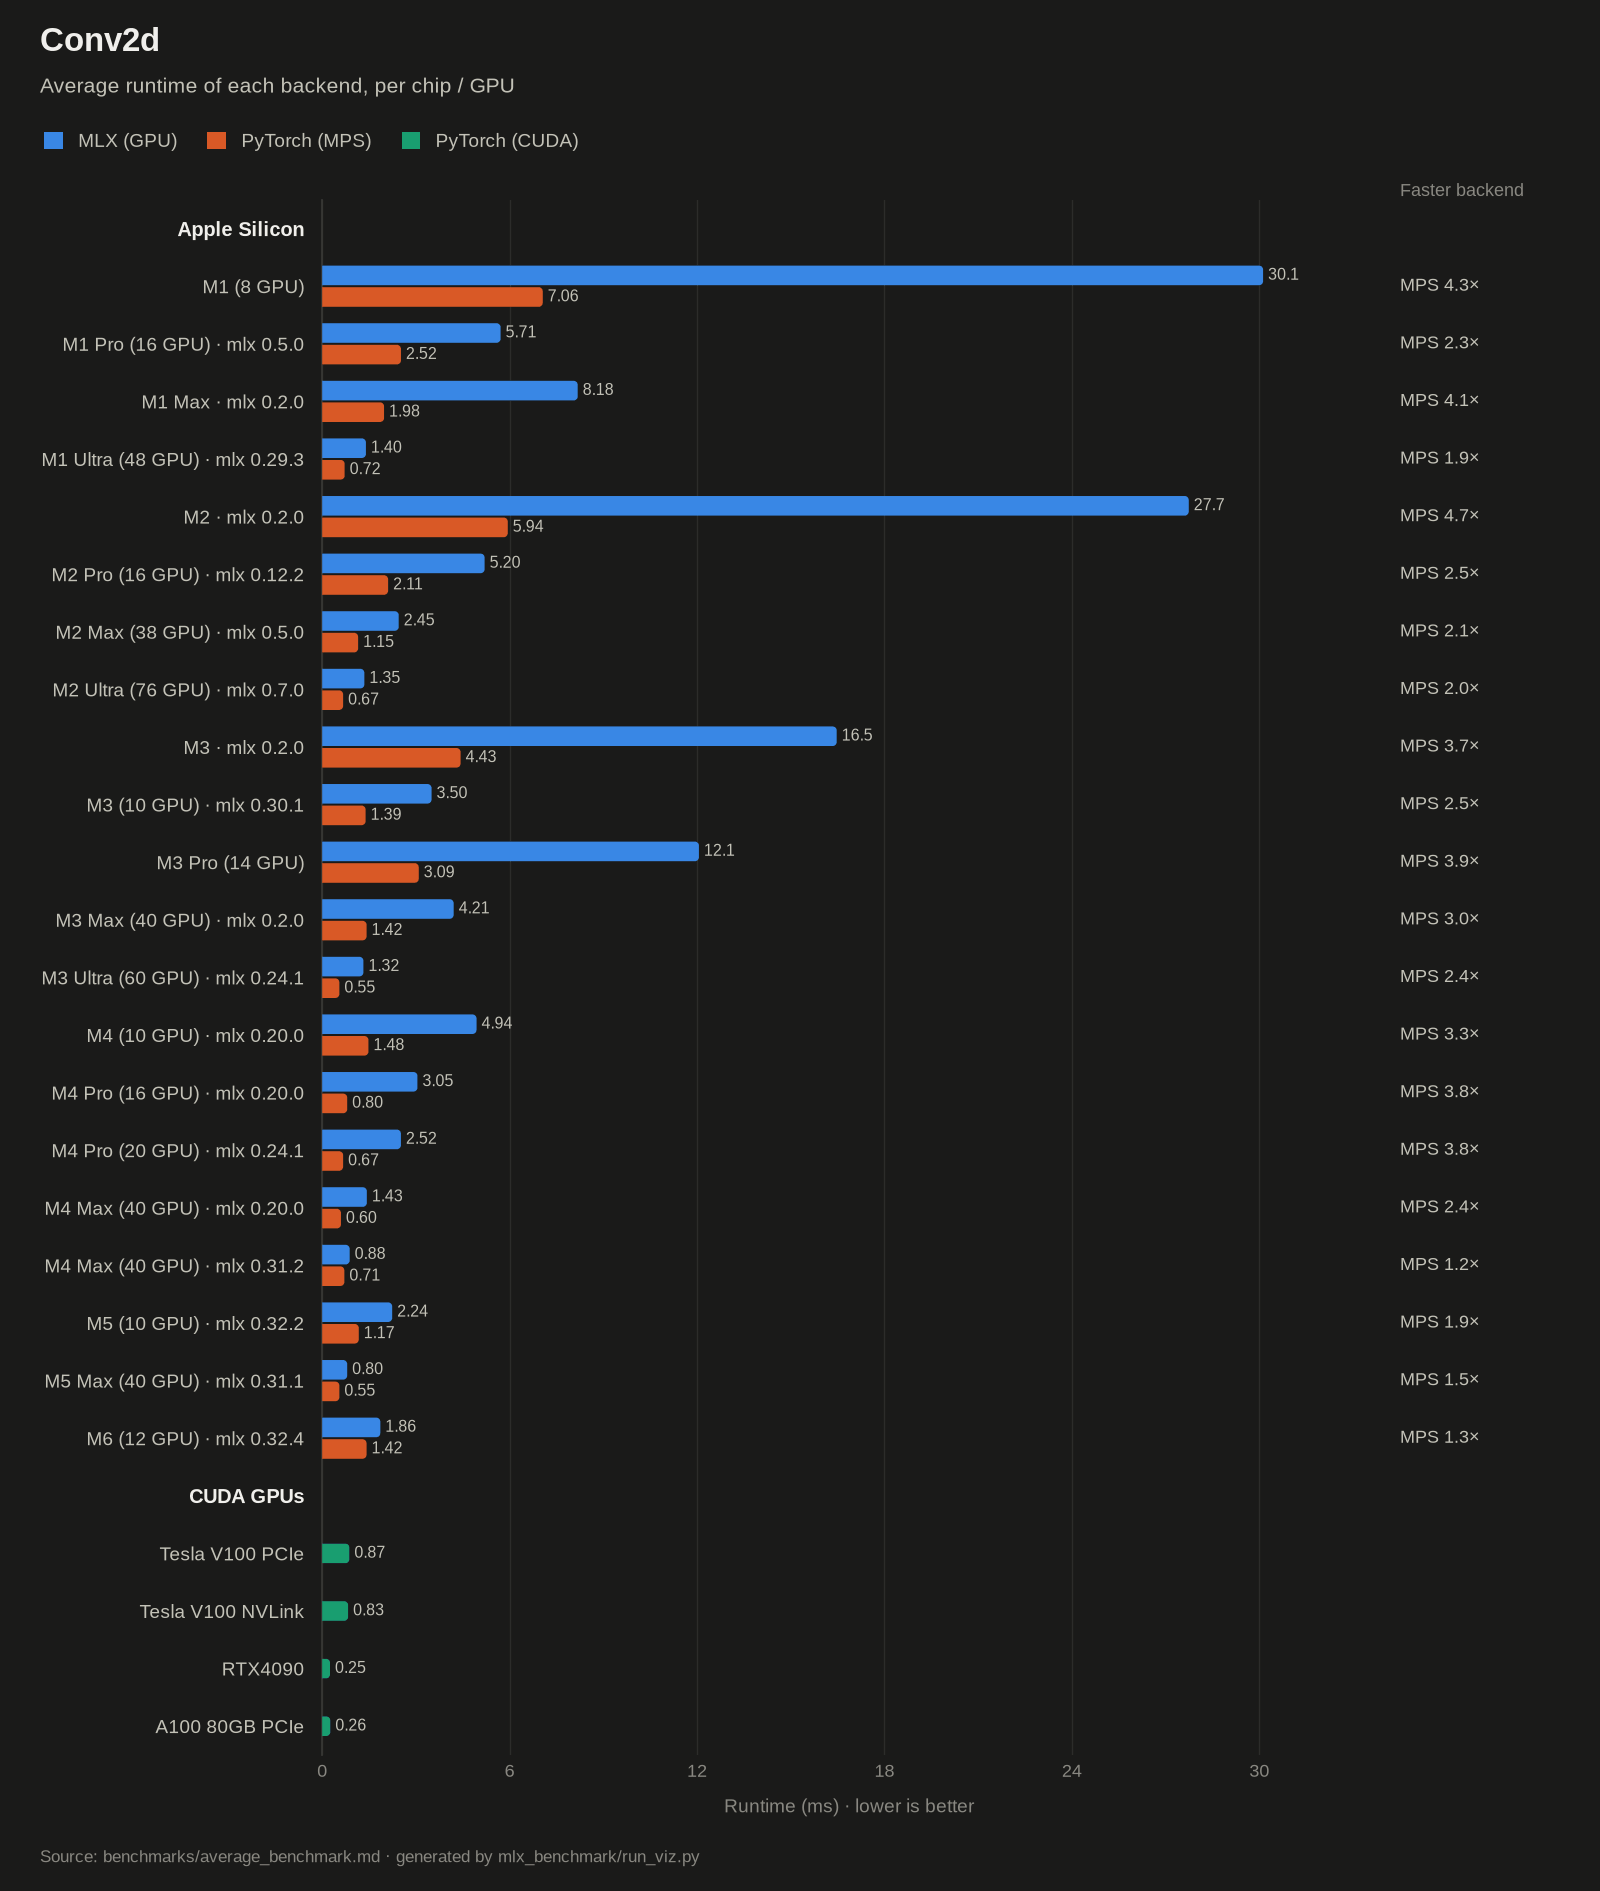 Conv2d
Average runtime of each backend, per chip / GPU
MLX (GPU) PyTorch (MPS) PyTorch (CUDA)
Faster backend
Apple Silicon
M1 (8 GPU) 30.1 7.06 MPS 4.3×
M1 Pro (16 GPU) · mlx 0.5.0 5.71 2.52 MPS 2.3×
M1 Max · mlx 0.2.0 8.18 1.98 MPS 4.1×
M1 Ultra (48 GPU) · mlx 0.29.3 1.40 0.72 MPS 1.9×
M2 · mlx 0.2.0 27.7 5.94 MPS 4.7×
M2 Pro (16 GPU) · mlx 0.12.2 5.20 2.11 MPS 2.5×
M2 Max (38 GPU) · mlx 0.5.0 2.45 1.15 MPS 2.1×
M2 Ultra (76 GPU) · mlx 0.7.0 1.35 0.67 MPS 2.0×
M3 · mlx 0.2.0 16.5 4.43 MPS 3.7×
M3 (10 GPU) · mlx 0.30.1 3.50 1.39 MPS 2.5×
M3 Pro (14 GPU) 12.1 3.09 MPS 3.9×
M3 Max (40 GPU) · mlx 0.2.0 4.21 1.42 MPS 3.0×
M3 Ultra (60 GPU) · mlx 0.24.1 1.32 0.55 MPS 2.4×
M4 (10 GPU) · mlx 0.20.0 4.94 1.48 MPS 3.3×
M4 Pro (16 GPU) · mlx 0.20.0 3.05 0.80 MPS 3.8×
M4 Pro (20 GPU) · mlx 0.24.1 2.52 0.67 MPS 3.8×
M4 Max (40 GPU) · mlx 0.20.0 1.43 0.60 MPS 2.4×
M4 Max (40 GPU) · mlx 0.31.2 0.88 0.71 MPS 1.2×
M5 (10 GPU) · mlx 0.32.2 2.24 1.17 MPS 1.9×
M5 Max (40 GPU) · mlx 0.31.1 0.80 0.55 MPS 1.5×
M6 (12 GPU) · mlx 0.32.4 1.86 1.42 MPS 1.3×
CUDA GPUs
Tesla V100 PCIe 0.87
Tesla V100 NVLink 0.83
RTX4090 0.25
A100 80GB PCIe 0.26
0 6 12 18 24 30
Runtime (ms) · lower is better
Source: benchmarks/average_benchmark.md · generated by mlx_benchmark/run_viz.py